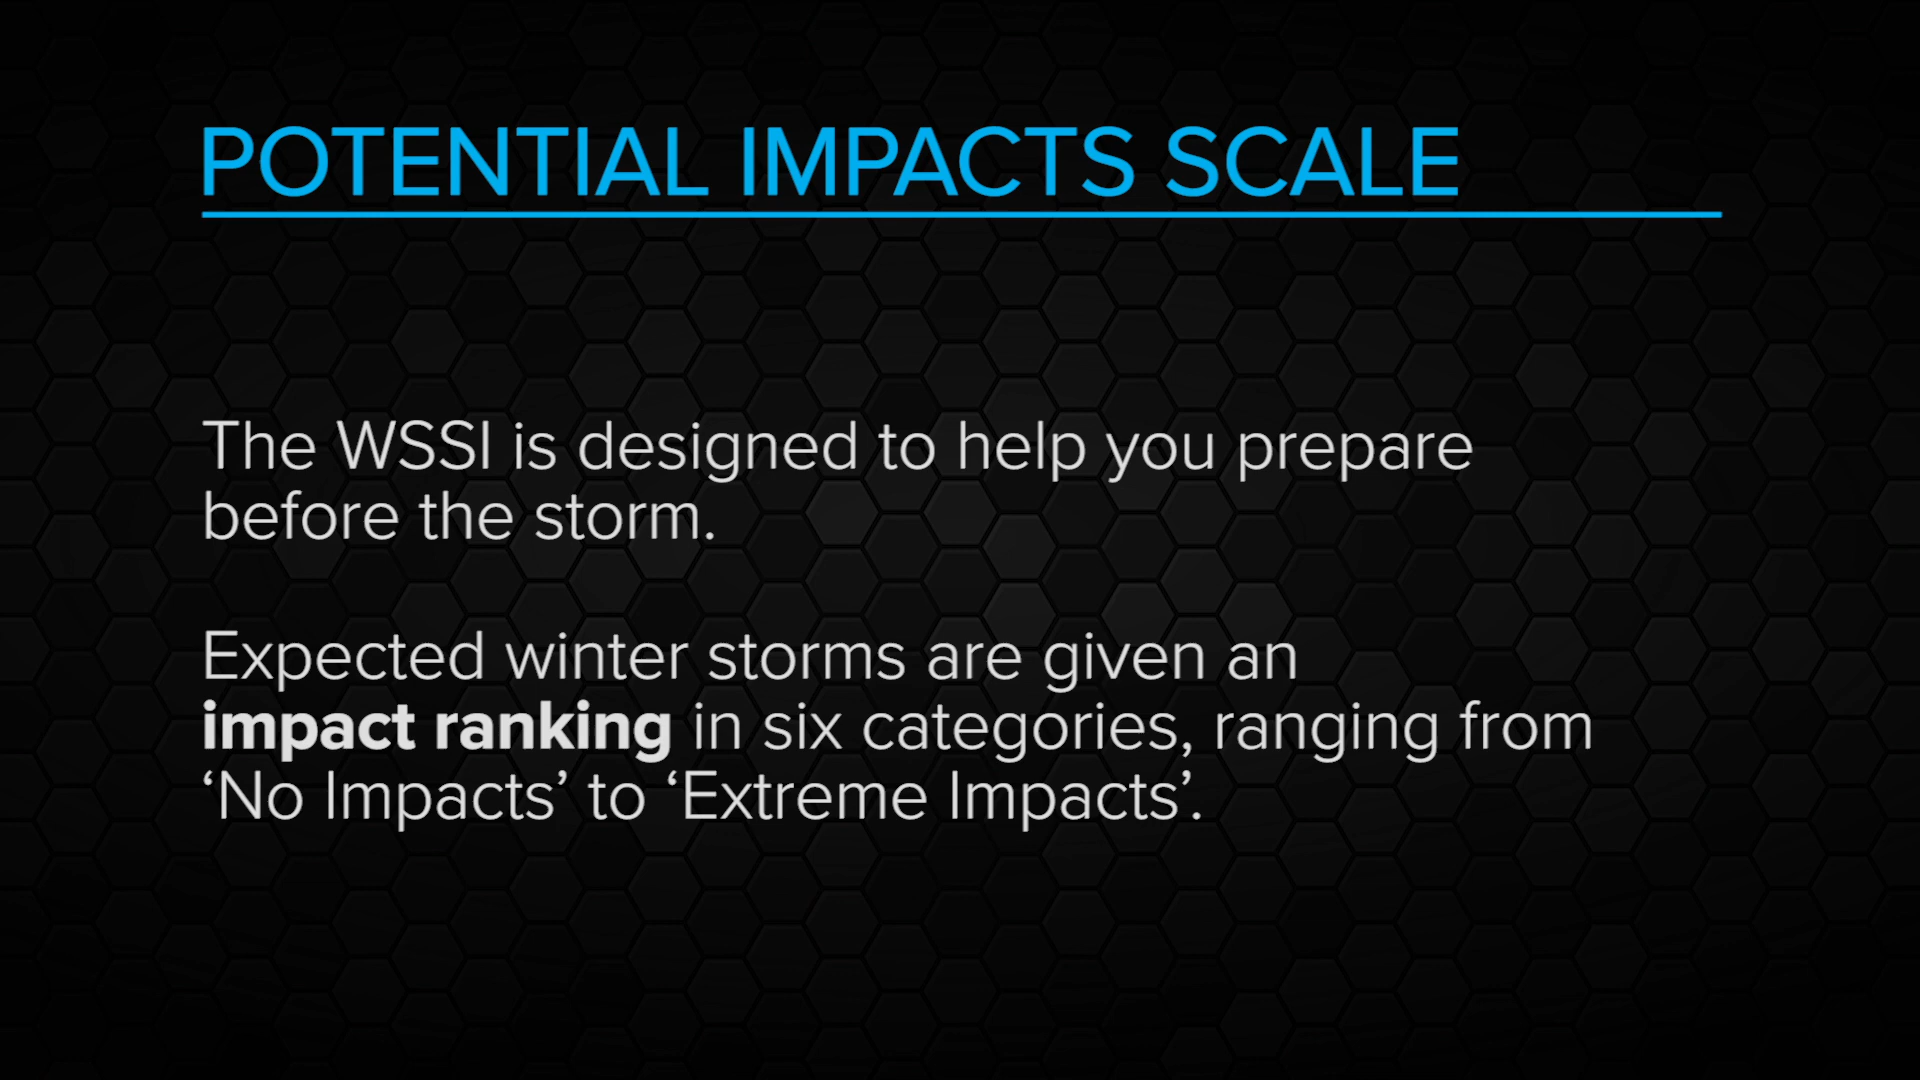 POTENTIAL IMPACTS SCALE
The WSSI is designed to help you prepare
before the storm.
Expected winter storms are given an
impact ranking in six categories, ranging from
‘No Impacts’ to ‘Extreme Impacts’.